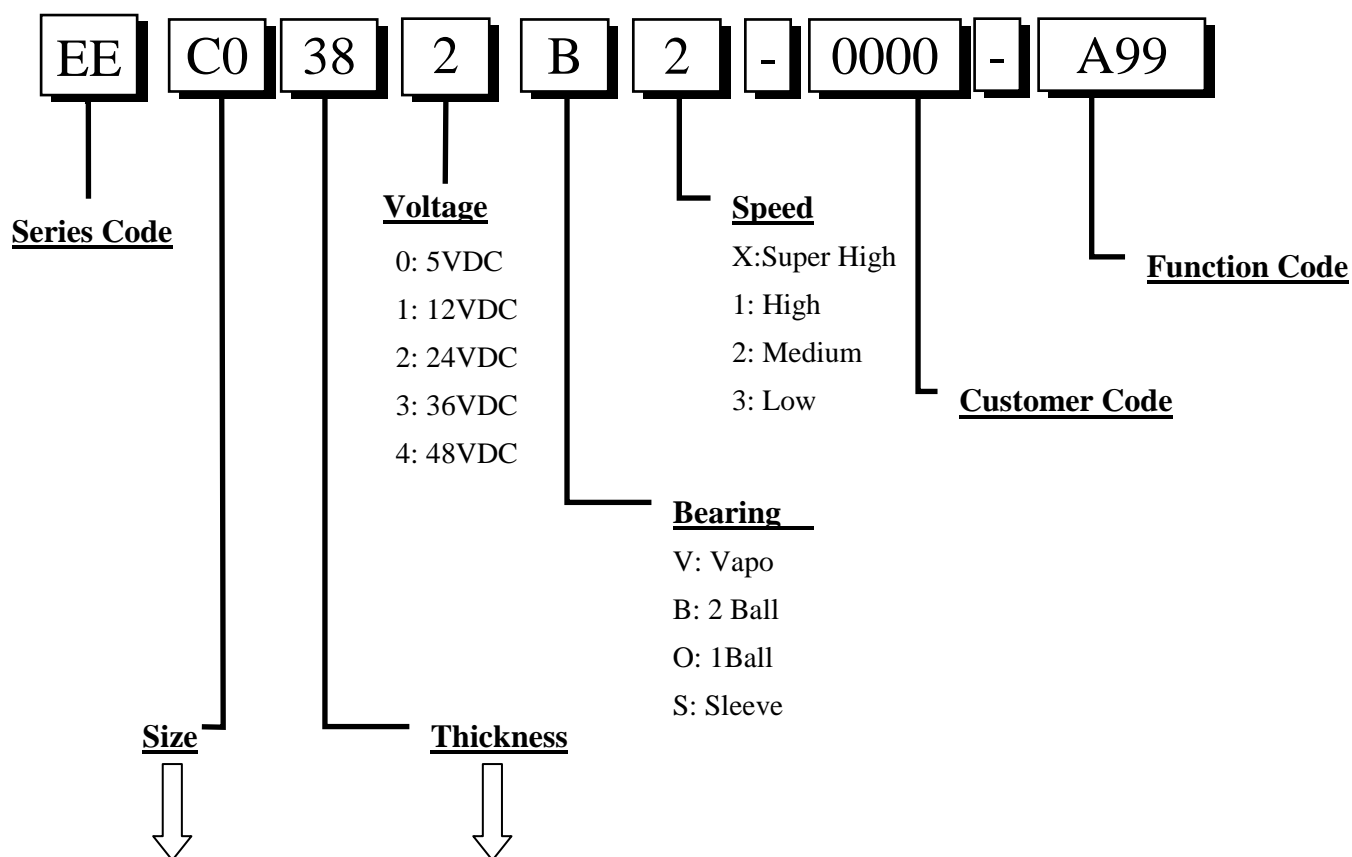 EE C0 38 2 B 2 - 0000 - A99
Series Code
Voltage
0: 5VDC
1: 12VDC
2: 24VDC
3: 36VDC
4: 48VDC
Speed
X:Super High
1: High
2: Medium
3: Low
Function Code
Customer Code
Bearing
V: Vapo
B: 2 Ball
O: 1Ball
S: Sleeve
Size
Thickness